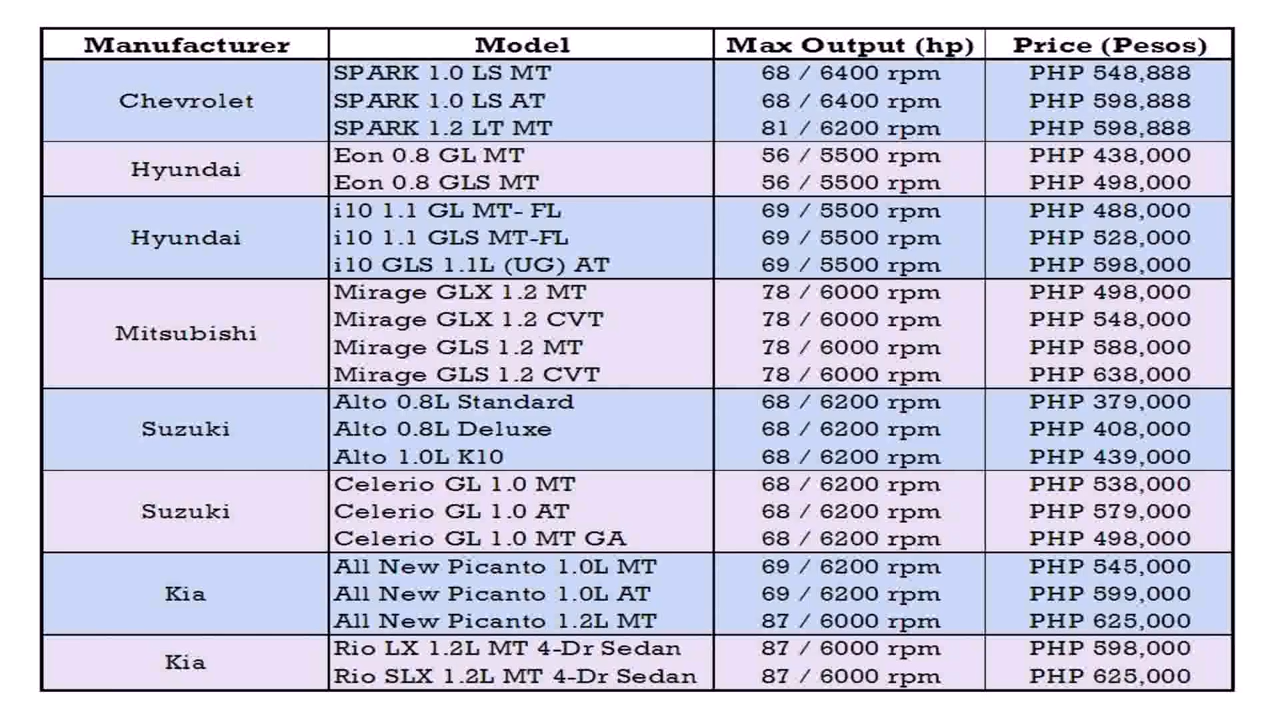 Manufacturer Model Max Output (hp) Price (Pesos)
Chevrolet
SPARK 1.0 LS MT 68 / 6400 rpm PHP 548,888
SPARK 1.0 LS AT 68 / 6400 rpm PHP 598,888
SPARK 1.2 LT MT 81 / 6200 rpm PHP 598,888
Hyundai
Eon 0.8 GL MT 56 / 5500 rpm PHP 438,000
Eon 0.8 GLS MT 56 / 5500 rpm PHP 498,000
Hyundai
i10 1.1 GL MT- FL 69 / 5500 rpm PHP 488,000
i10 1.1 GLS MT-FL 69 / 5500 rpm PHP 528,000
i10 GLS 1.1L (UG) AT 69 / 5500 rpm PHP 598,000
Mitsubishi
Mirage GLX 1.2 MT 78 / 6000 rpm PHP 498,000
Mirage GLX 1.2 CVT 78 / 6000 rpm PHP 548,000
Mirage GLS 1.2 MT 78 / 6000 rpm PHP 588,000
Mirage GLS 1.2 CVT 78 / 6000 rpm PHP 638,000
Suzuki
Alto 0.8L Standard 68 / 6200 rpm PHP 379,000
Alto 0.8L Deluxe 68 / 6200 rpm PHP 408,000
Alto 1.0L K10 68 / 6200 rpm PHP 439,000
Suzuki
Celerio GL 1.0 MT 68 / 6200 rpm PHP 538,000
Celerio GL 1.0 AT 68 / 6200 rpm PHP 579,000
Celerio GL 1.0 MT GA 68 / 6200 rpm PHP 498,000
Kia
All New Picanto 1.0L MT 69 / 6200 rpm PHP 545,000
All New Picanto 1.0L AT 69 / 6200 rpm PHP 599,000
All New Picanto 1.2L MT 87 / 6000 rpm PHP 625,000
Kia
Rio LX 1.2L MT 4-Dr Sedan 87 / 6000 rpm PHP 598,000
Rio SLX 1.2L MT 4-Dr Sedan 87 / 6000 rpm PHP 625,000